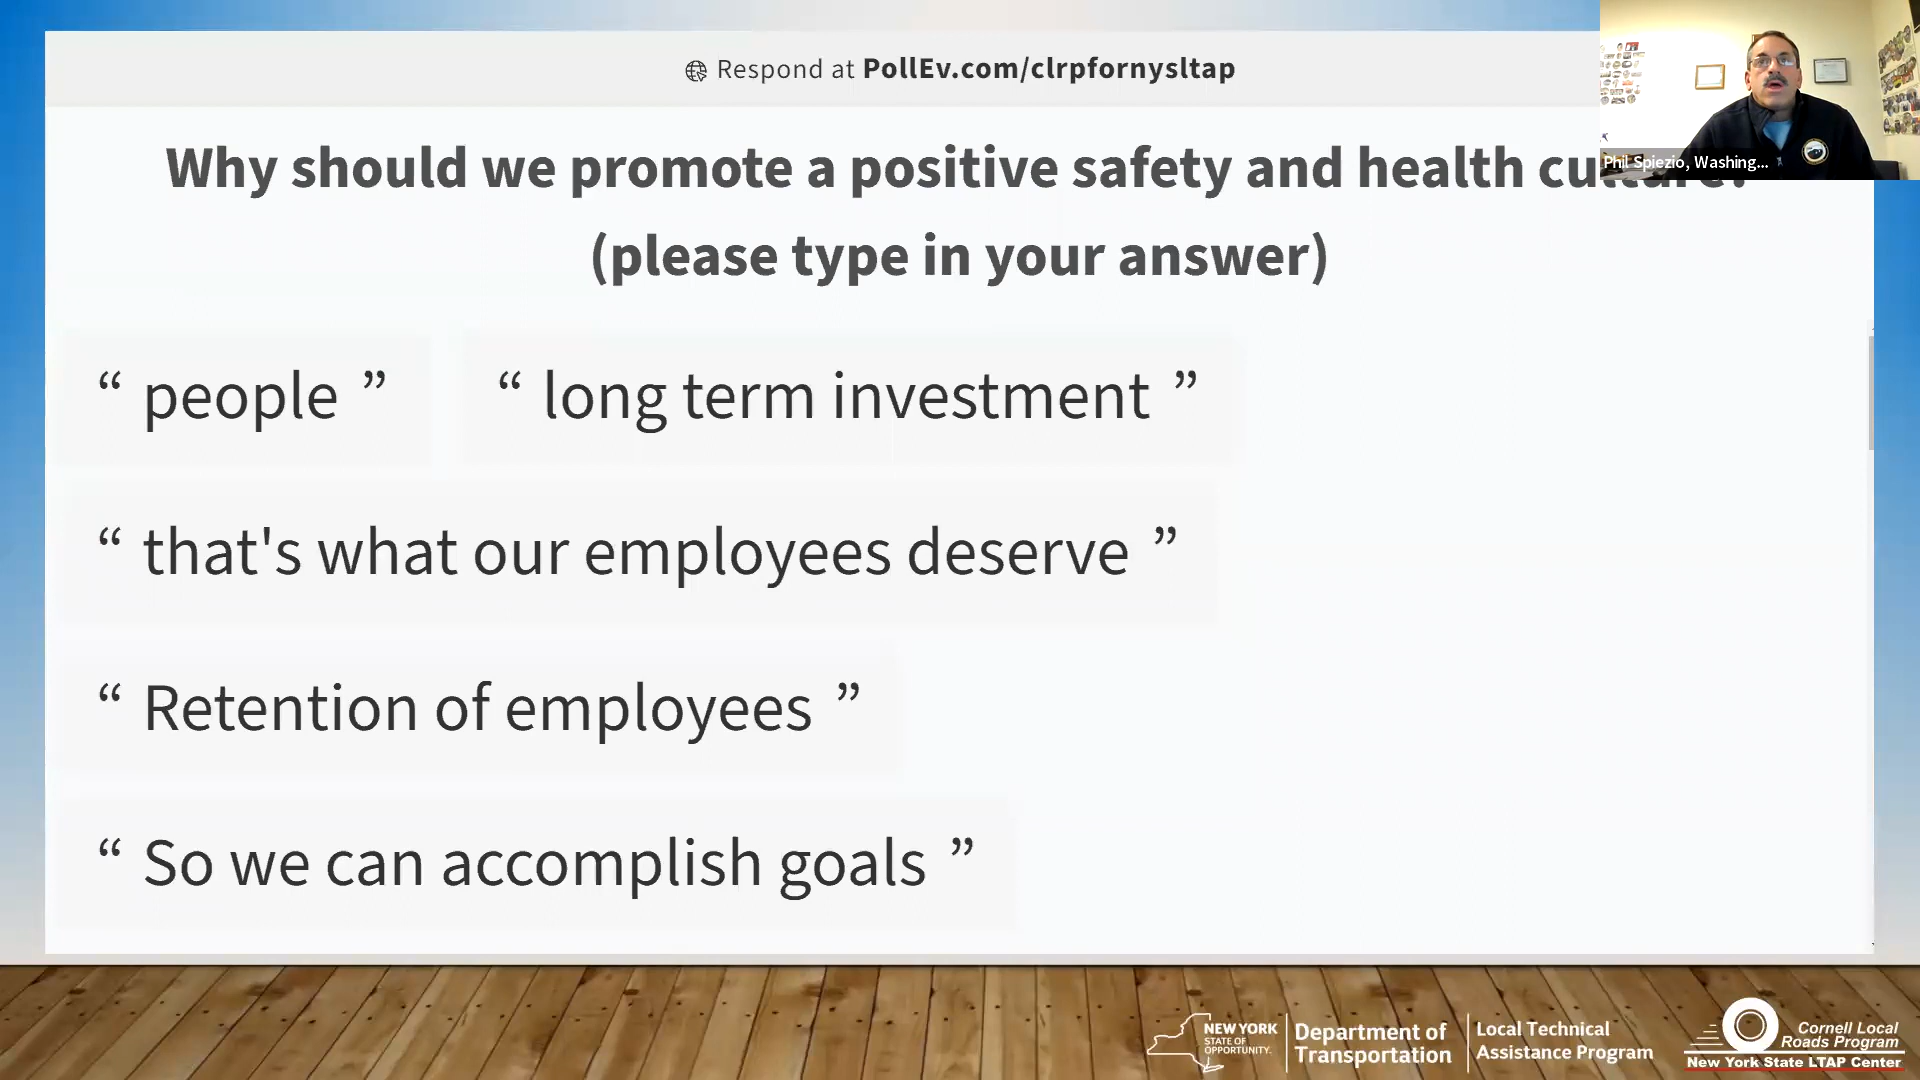 Respond at PollEv.com/clrpfornysltap
Why should we promote a positive safety and health culture?
(please type in your answer)
“ people ”
“ long term investment ”
“ that's what our employees deserve ”
“ Retention of employees ”
“ So we can accomplish goals ”
Phil Spiezio, Washing...
NEW YORK
STATE OF
OPPORTUNITY.
Department of
Transportation
Local Technical
Assistance Program
Cornell Local
Roads Program
New York State LTAP Center